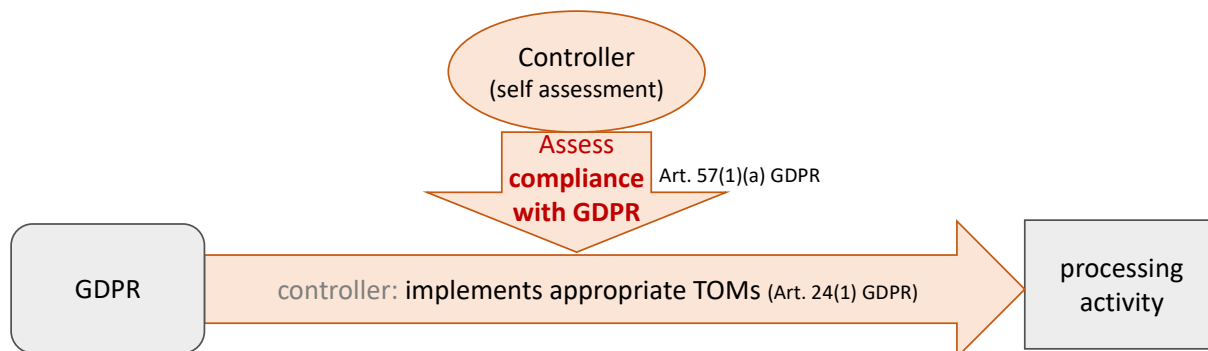 Controller
(self assessment)
Assess
compliance
with GDPR
Art. 57(1)(a) GDPR
GDPR
controller: implements appropriate TOMs (Art. 24(1) GDPR)
processing
activity